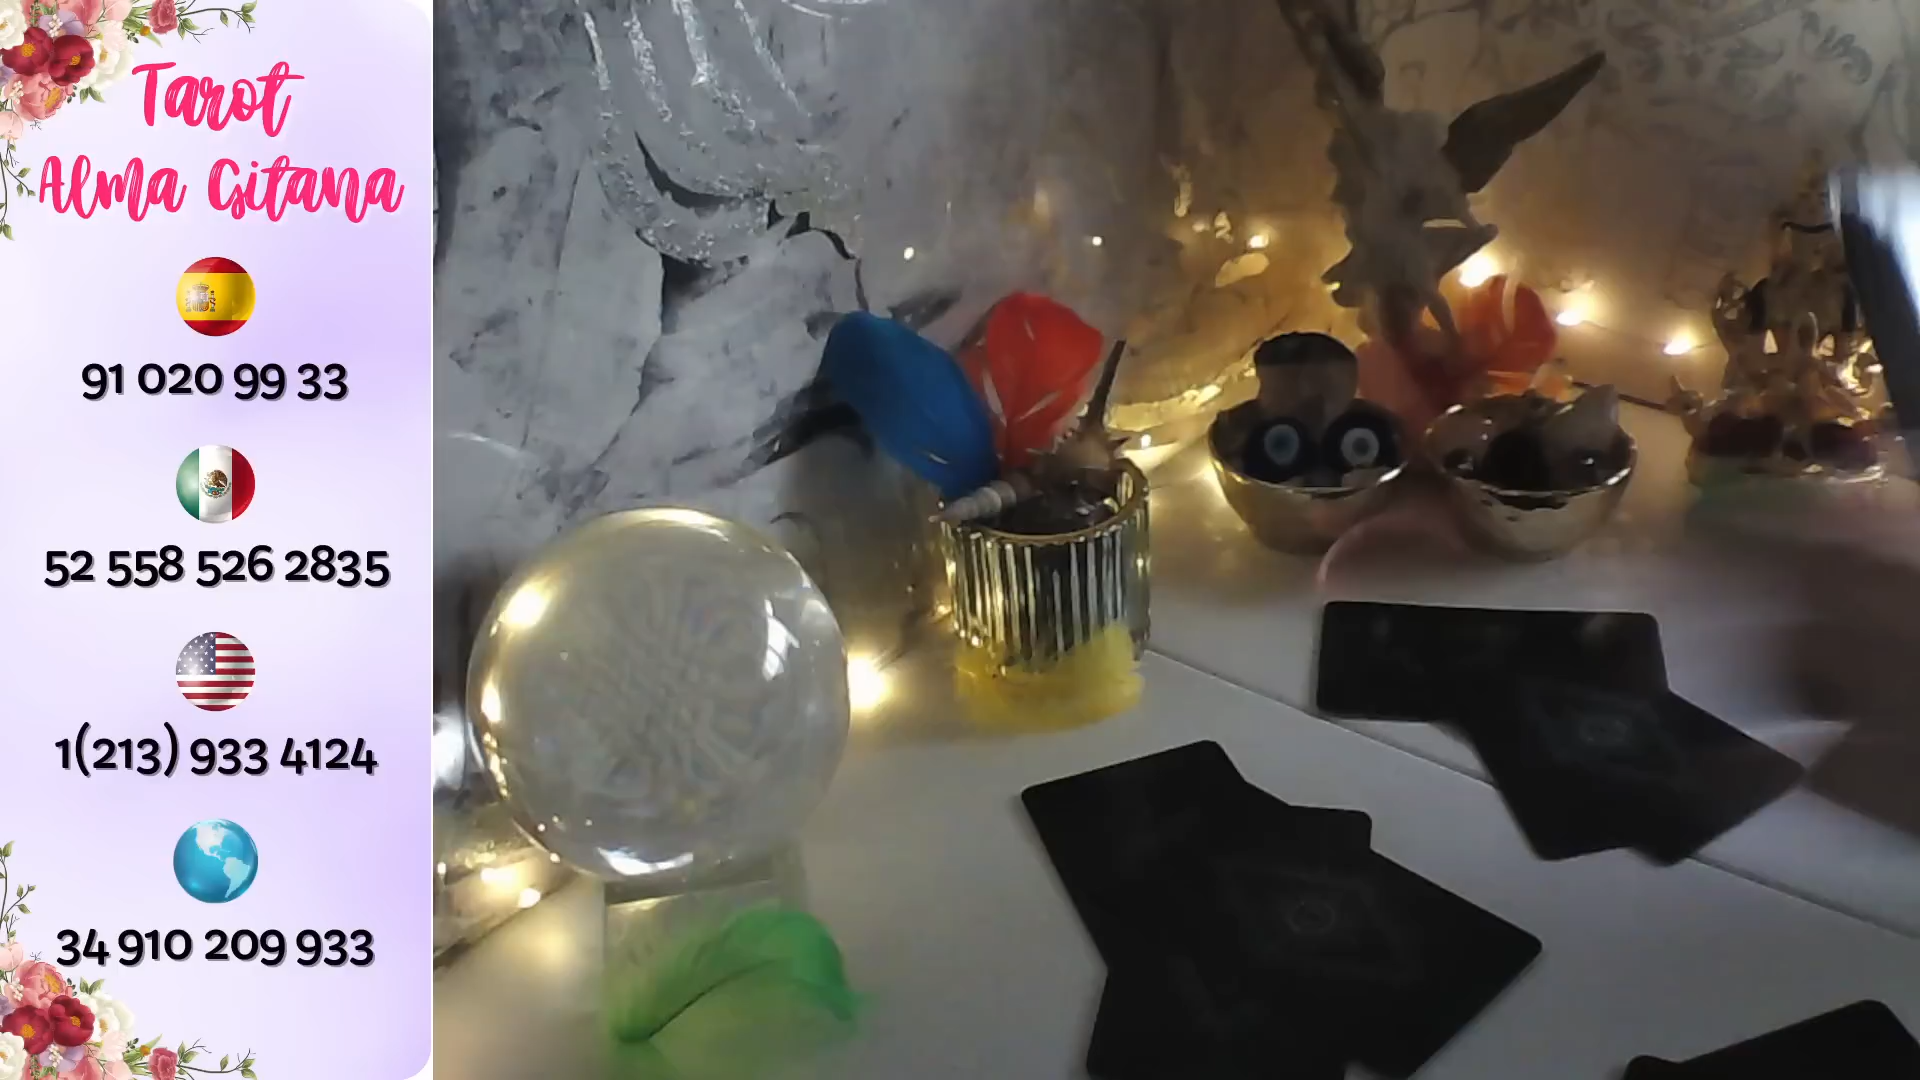 Tarot
Alma Gitana
91 020 99 33
52 558 526 2835
1(213) 933 4124
34 910 209 933